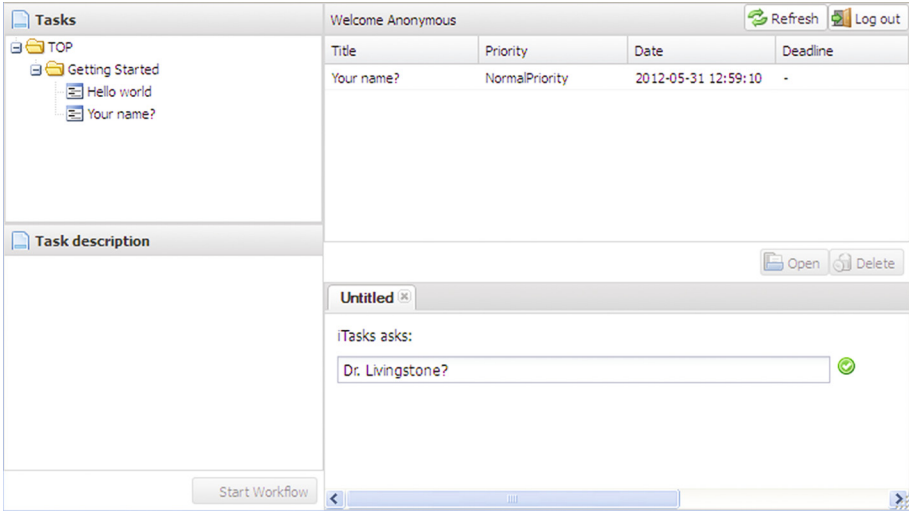 Tasks
TOP
Getting Started
Hello world
Your name?
Task description
Start Workflow
Welcome Anonymous
Refresh
Log out
Title Priority Date Deadline
Your name? NormalPriority 2012-05-31 12:59:10 -
Open
Delete
Untitled
iTasks asks:
Dr. Livingstone?